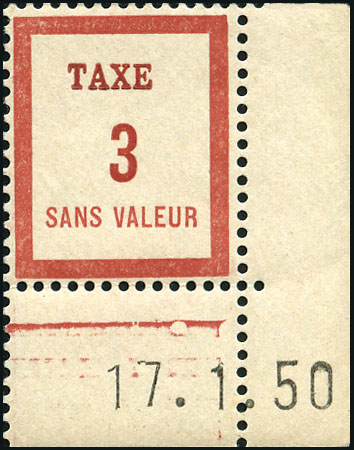 TAXE
3
SANS VALEUR
17.1.50